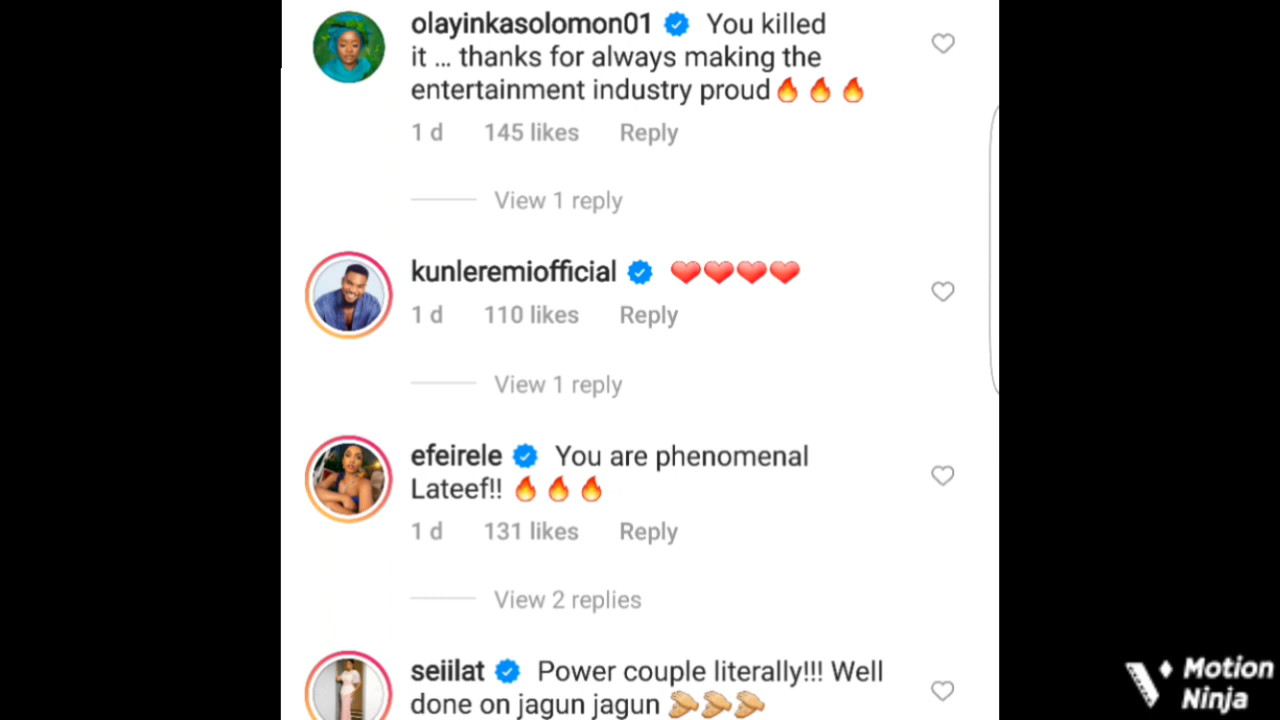 olayinkasolomon01 You killed
it ... thanks for always making the
entertainment industry proud🔥🔥🔥
1 d 145 likes Reply
View 1 reply
kunleremiofficial ❤️❤️❤️❤️
1 d 110 likes Reply
View 1 reply
efeirele You are phenomenal
Lateef!! 🔥🔥🔥
1 d 131 likes Reply
View 2 replies
seiilat Power couple literally!!! Well
done on jagun jagun 👏🏼👏🏼👏🏼
Motion
Ninja